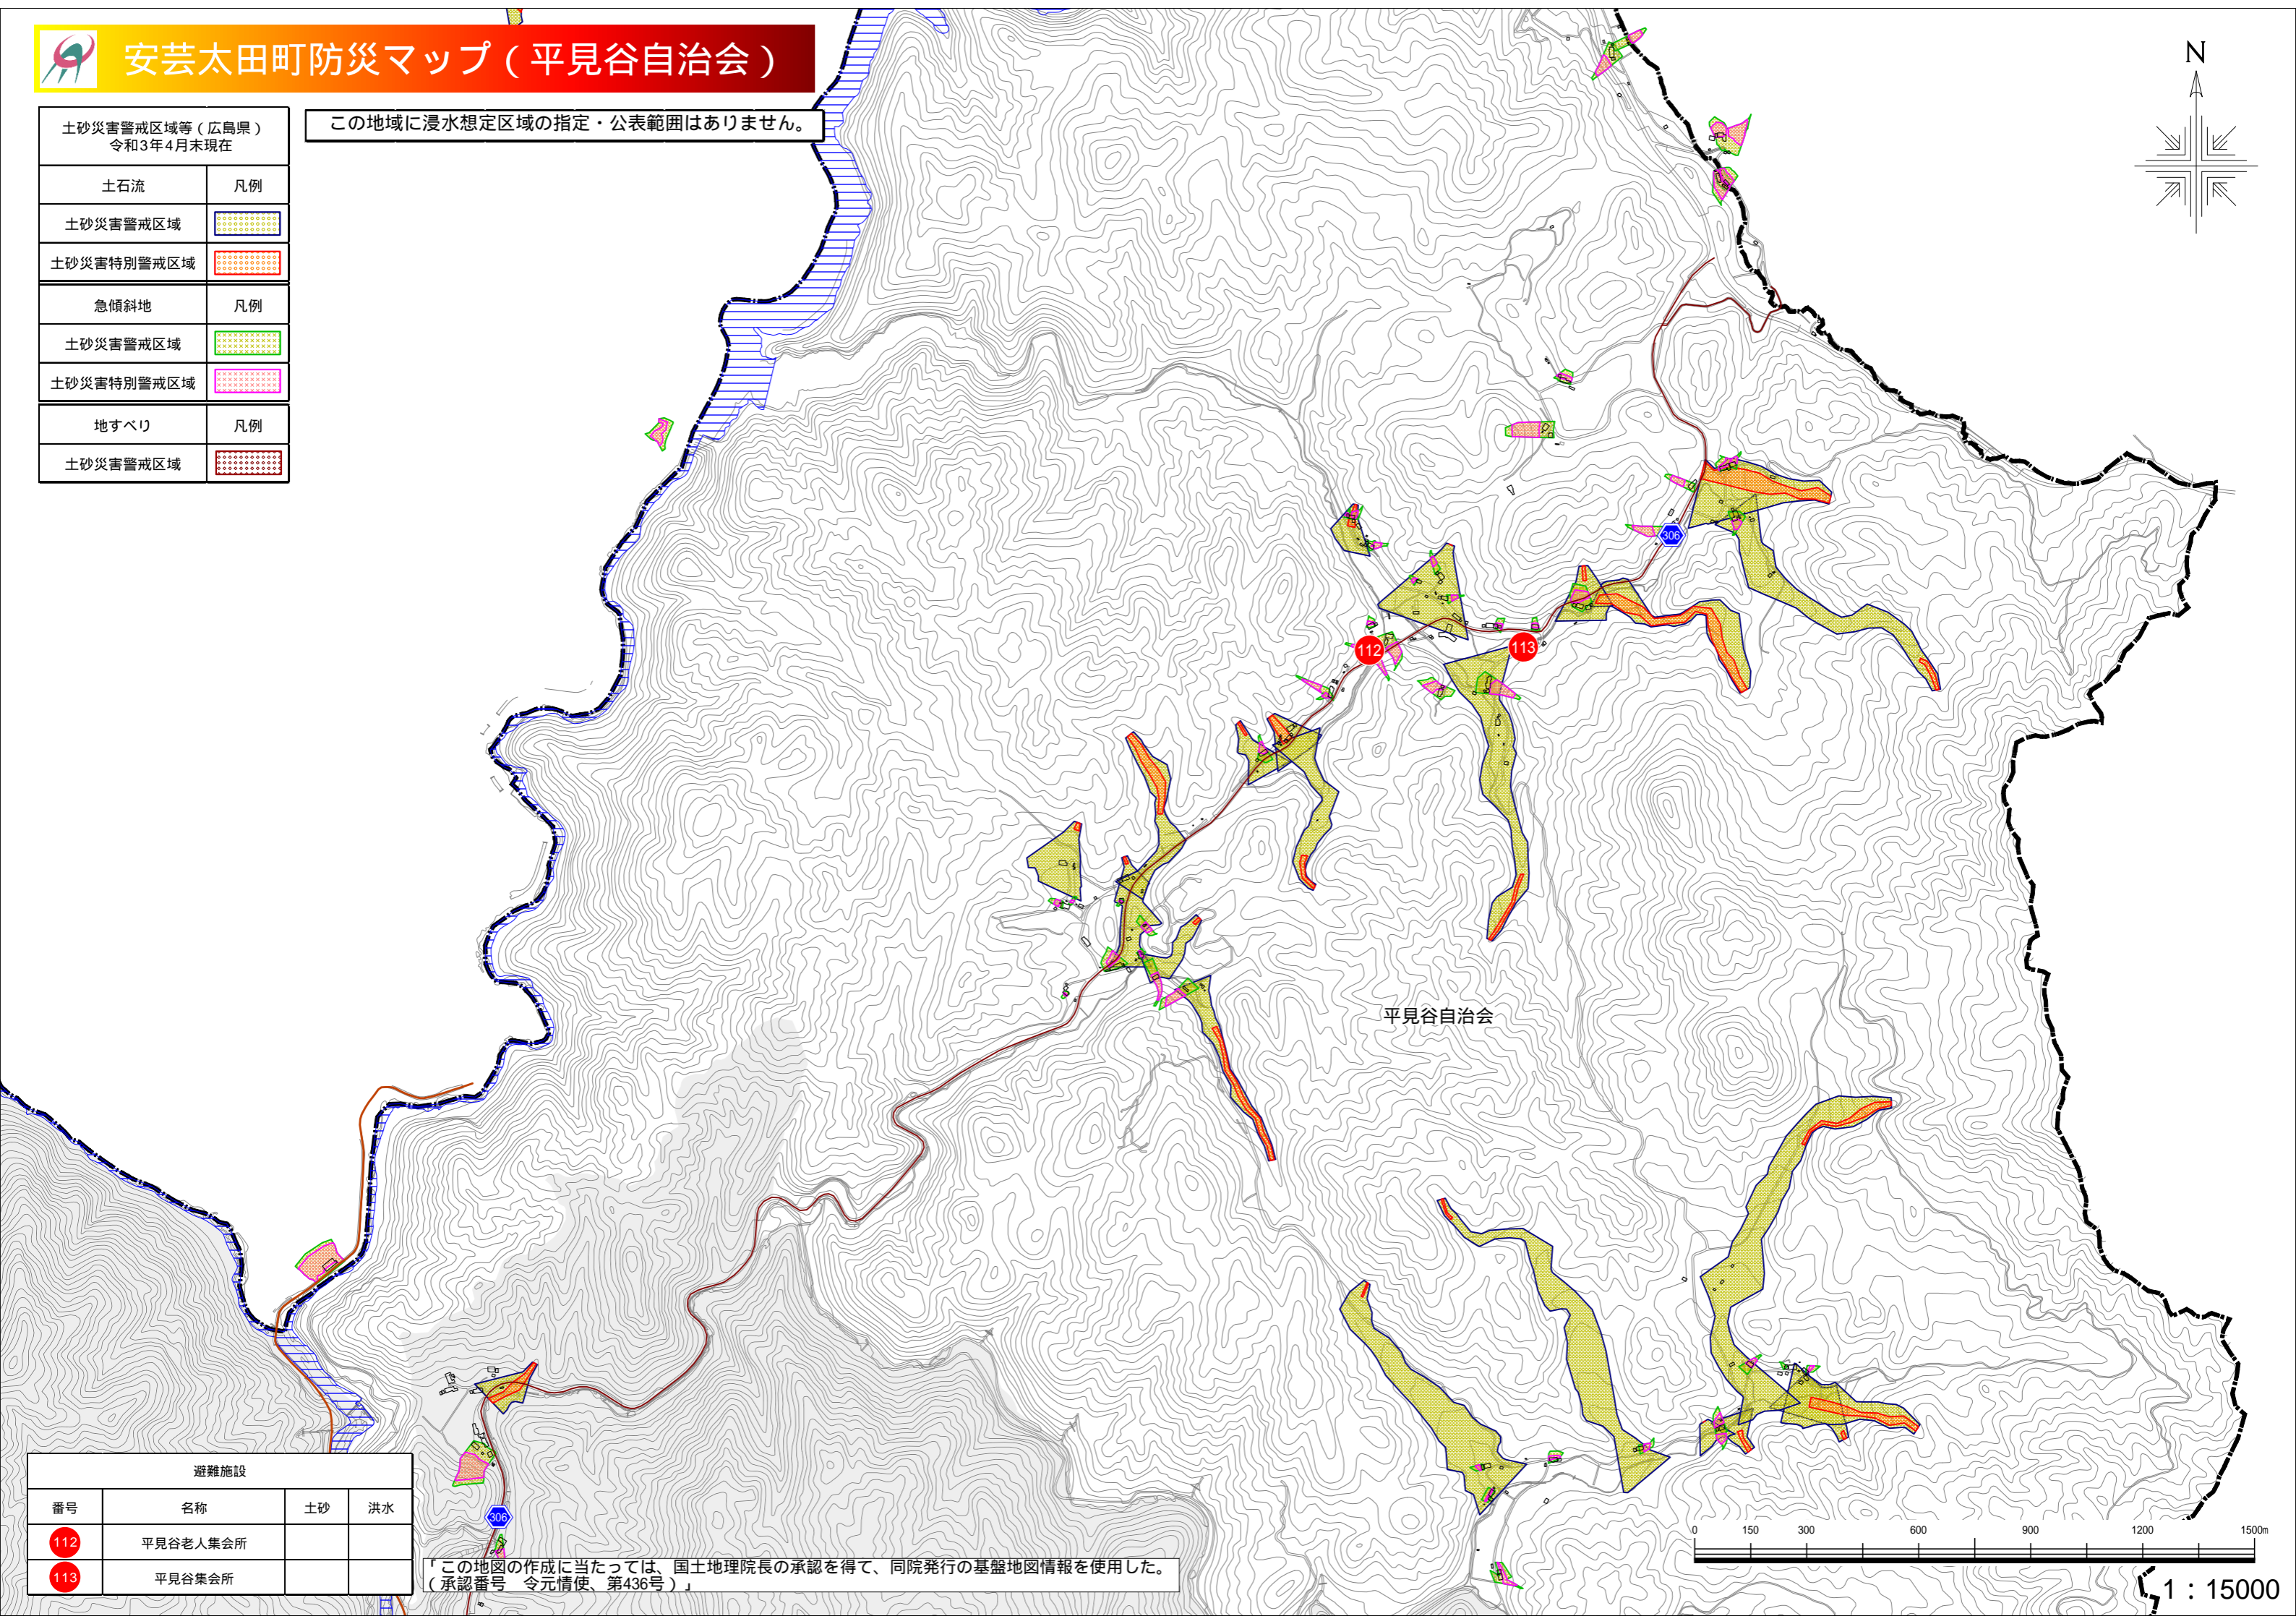 安芸太田町防災マップ（平見谷自治会）
この地域に浸水想定区域の指定・公表範囲はありません。
土砂災害警戒区域等（広島県）
令和3年4月末現在
土石流 凡例
土砂災害警戒区域
土砂災害特別警戒区域
急傾斜地 凡例
土砂災害警戒区域
土砂災害特別警戒区域
地すべり 凡例
土砂災害警戒区域
N
306
112
113
平見谷自治会
306
避難施設
番号 名称 土砂 洪水
112 平見谷老人集会所
113 平見谷集会所
「この地図の作成に当たっては、国土地理院長の承認を得て、同院発行の基盤地図情報を使用した。
（承認番号　令元情使、第436号）」
0 150 300 600 900 1200 1500m
1：15000